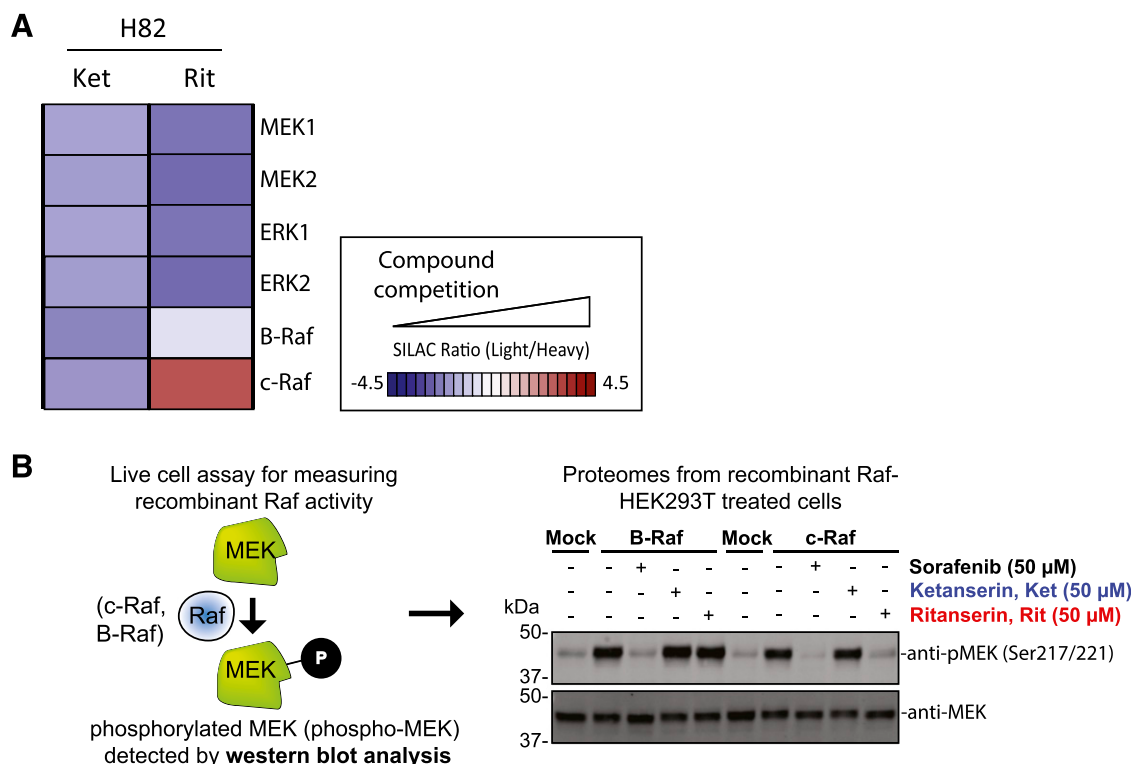 A
H82
Ket Rit
MEK1
MEK2
ERK1
ERK2
B-Raf
c-Raf
Compound
competition
SILAC Ratio (Light/Heavy)
-4.5 4.5
B
Live cell assay for measuring
recombinant Raf activity
MEK
(c-Raf,
B-Raf)
Raf
MEK
P
phosphorylated MEK (phospho-MEK)
detected by western blot analysis
Proteomes from recombinant Raf-
HEK293T treated cells
Mock B-Raf Mock c-Raf
- - + - - - - + - - Sorafenib (50 µM)
- - - + - - - - + - Ketanserin, Ket (50 µM)
- - - - + - - - - + Ritanserin, Rit (50 µM)
kDa
50-
-anti-pMEK (Ser217/221)
37-
50-
-anti-MEK
37-